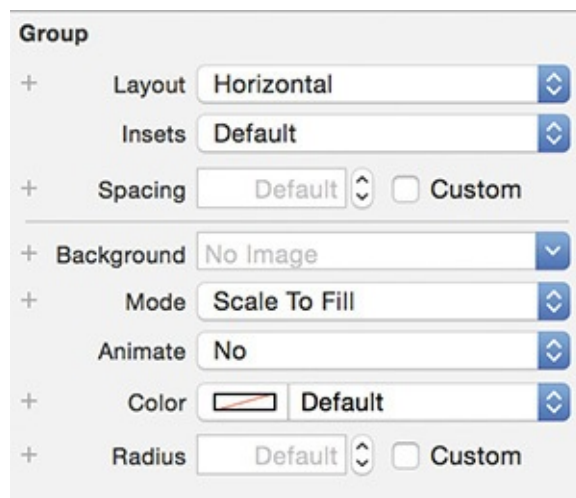 Group
+ Layout Horizontal
Insets Default
+ Spacing Default Custom
+ Background No Image
+ Mode Scale To Fill
Animate No
+ Color Default
+ Radius Default Custom